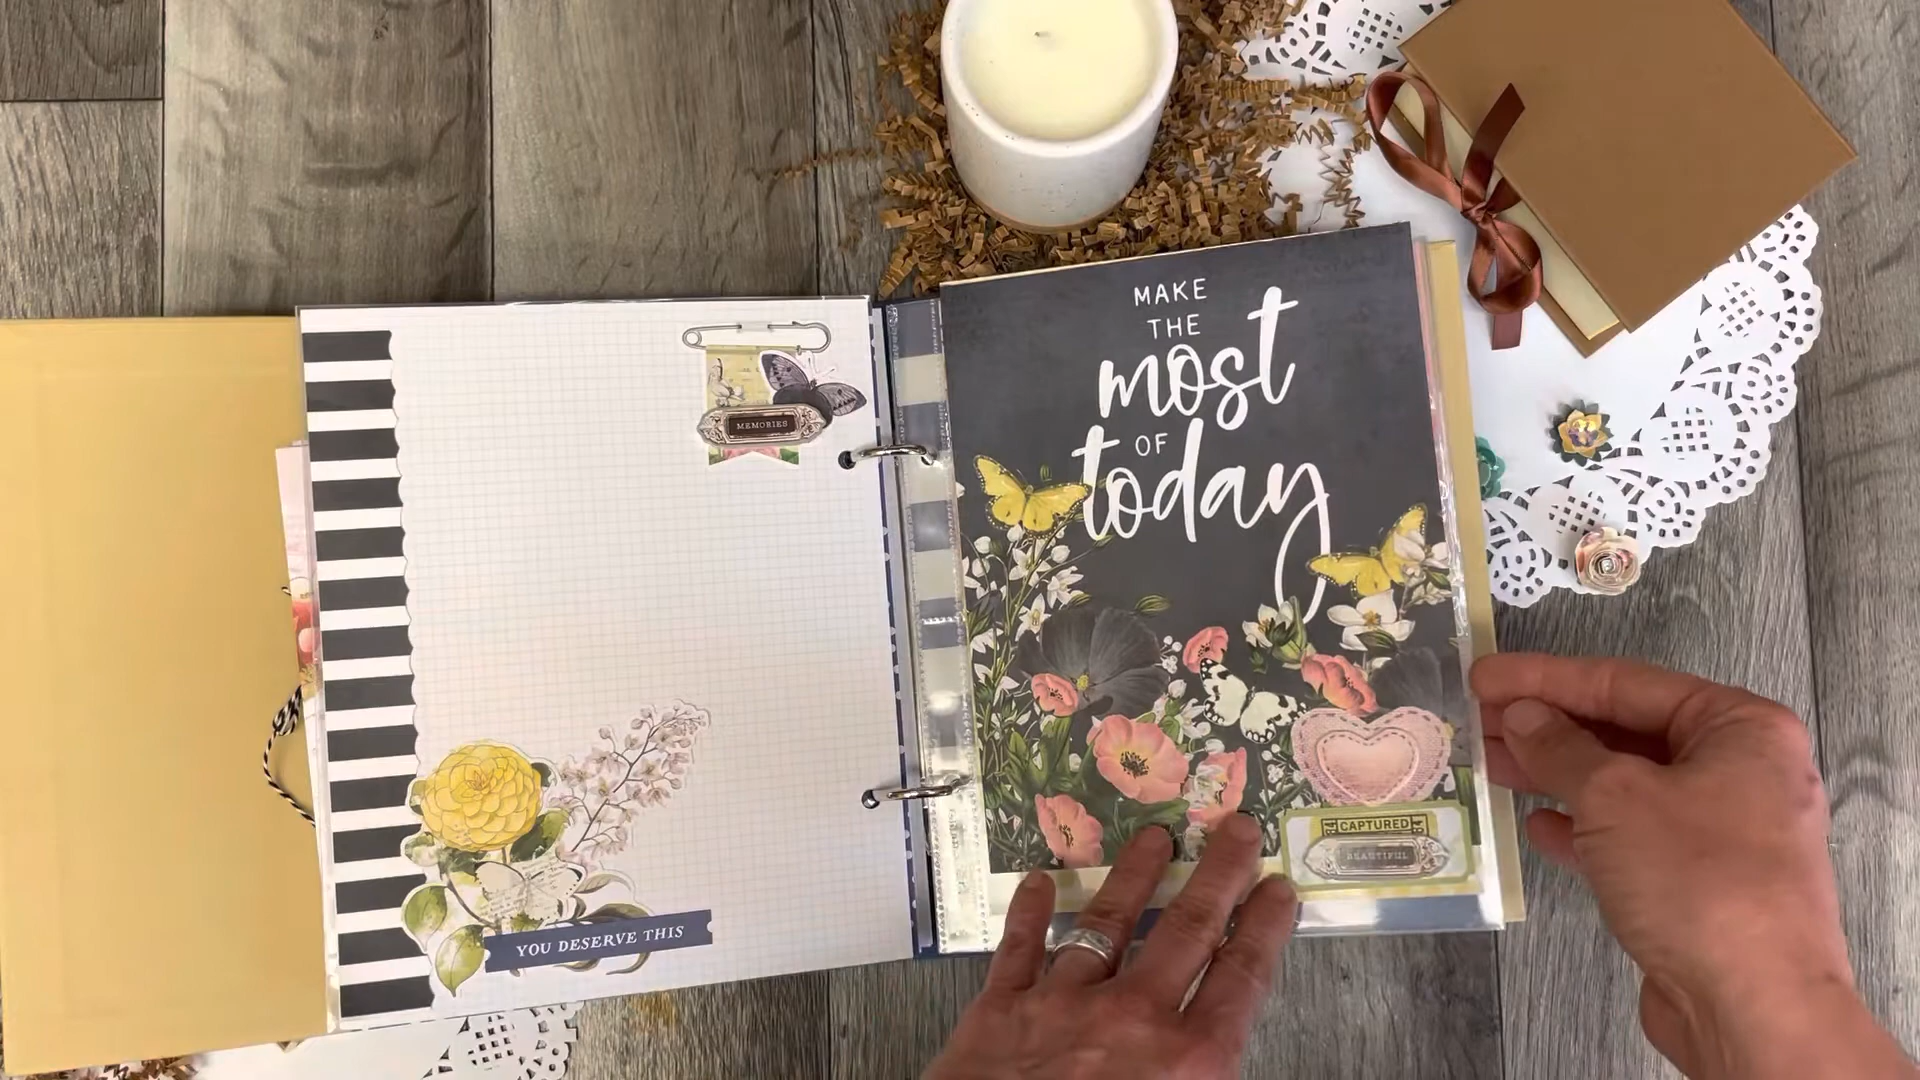 MEMORIES
YOU DESERVE THIS
MAKE
THE
most
OF
today
CAPTURED
BEAUTIFUL